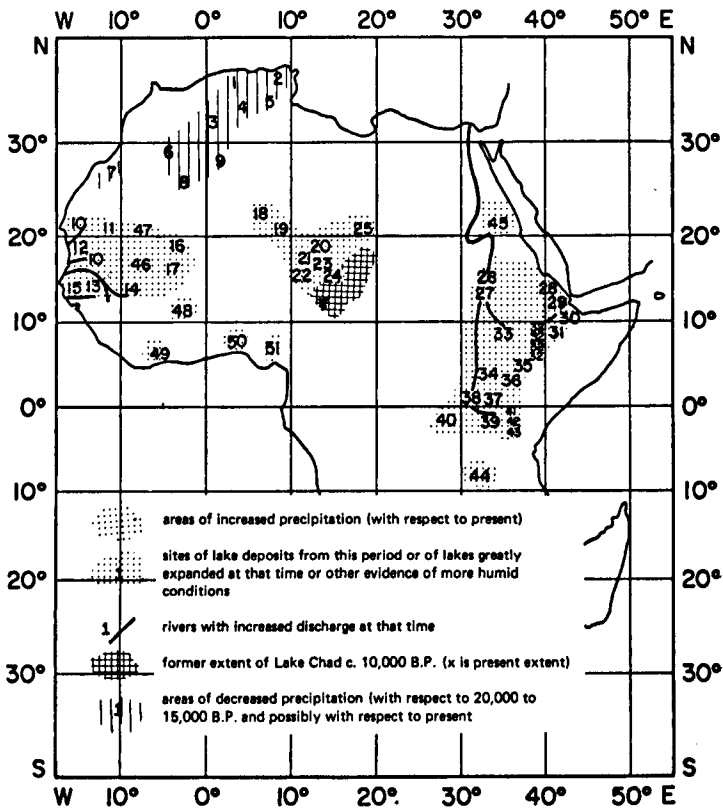 W 10° 0° 10° 20° 30° 40° 50° E
N N
1 2
3 4 5
30° 30°
6 9
7 8
18
10 11 47 19 25 45
20° 20°
12 16 20
10 46 17 21 23
22 24
15 13 14 26 28
27 29
48 30
10° 10°
33 31
50
49 51 35
34 36
38 37
0° 0°
40 39
44
10° 10°
areas of increased precipitation (with respect to present)
sites of lake deposits from this period or of lakes greatly
expanded at that time or other evidence of more humid
conditions
20° 20°
1 rivers with increased discharge at that time
former extent of Lake Chad c. 10,000 B.P. (x is present extent)
30° 30°
1 areas of decreased precipitation (with respect to 20,000 to
15,000 B.P. and possibly with respect to present
S S
W 10° 0° 10° 20° 30° 40° 50° E